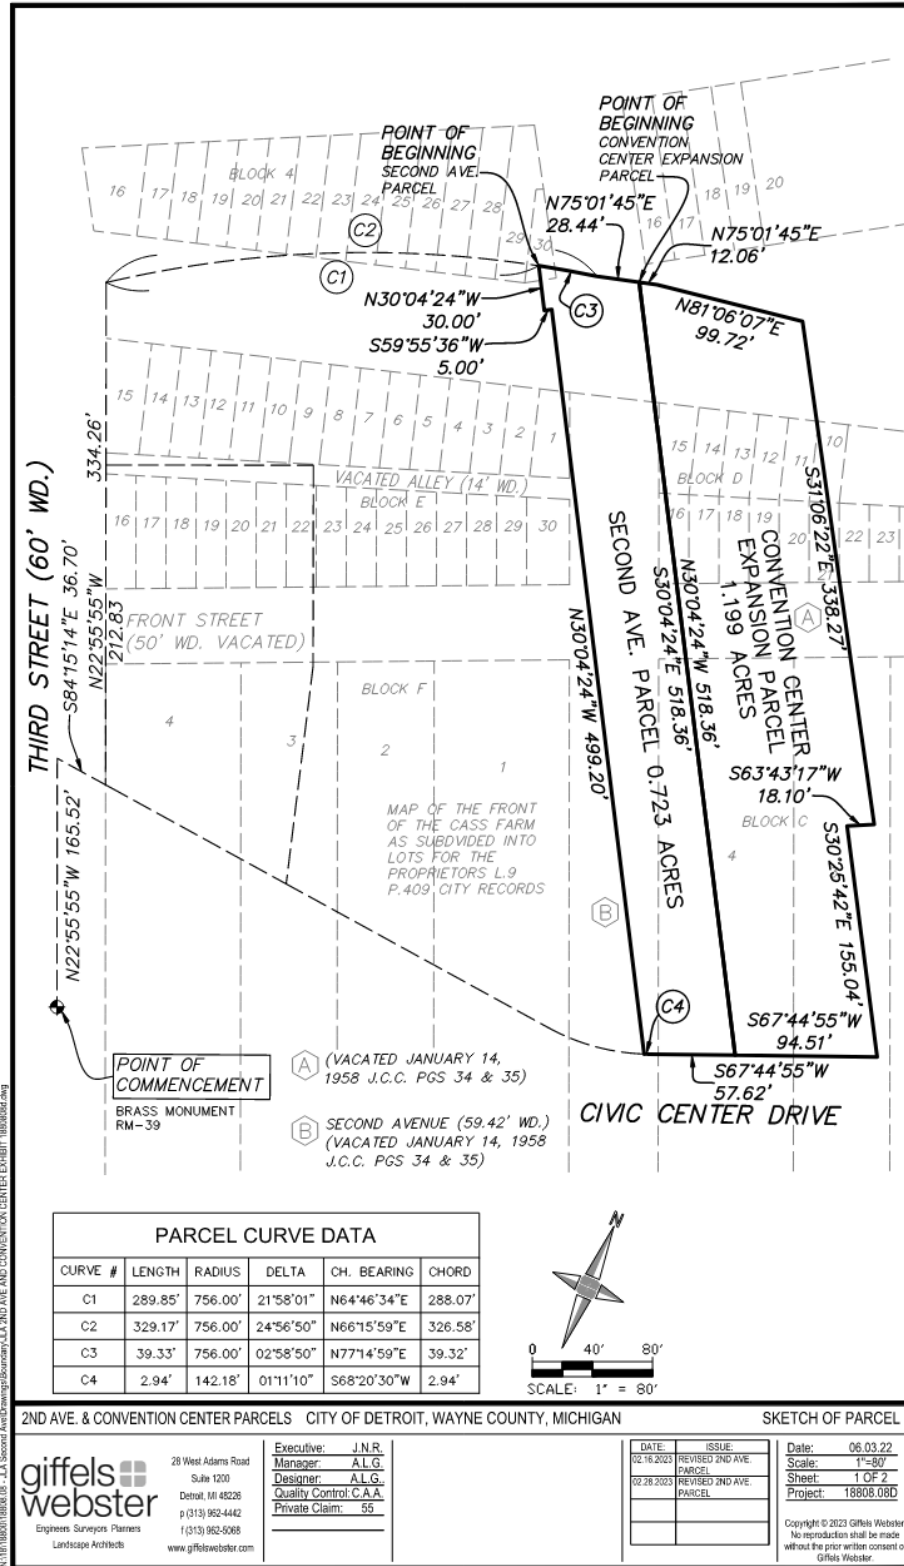 POINT OF
BEGINNING
CONVENTION
CENTER EXPANSION
PARCEL
POINT OF
BEGINNING
SECOND AVE.
PARCEL
BLOCK 4
16 17 18 19 20 21 22 23 24 25 26 27 28 29 30
16 17 18 19 20
C2
C1
N75°01'45"E
28.44'
N75°01'45"E
12.06'
C3
N30°04'24"W
30.00'
S59°55'36"W
5.00'
N81°06'07"E
99.72'
15 14 13 12 11 10 9 8 7 6 5 4 3 2 1
15 14 13 12 11 10
VACATED ALLEY (14' WD.)
BLOCK E
BLOCK D
16 17 18 19 20 21 22 23 24 25 26 27 28 29 30
16 17 18 19 20 21 22 23
THIRD STREET (60' WD.)
334.26'
S84°15'14"E 36.70'
N22°55'55"W
212.83
FRONT STREET
(50' WD. VACATED)
SECOND AVE. PARCEL 0.723 ACRES
N30°04'24"W 518.36'
S30°04'24"E 518.36'
CONVENTION CENTER
EXPANSION PARCEL
1.199 ACRES
S31°06'22"E 338.27'
A
N30°04'24"W 499.20'
BLOCK F
4
3
2
1
MAP OF THE FRONT
OF THE CASS FARM
AS SUBDVIDED INTO
LOTS FOR THE
PROPRIETORS L.9
P.409 CITY RECORDS
S63°43'17"W
18.10'
BLOCK C
4
S30°25'42"E 155.04'
B
N22°55'55"W 165.52'
C4
S67°44'55"W
94.51'
S67°44'55"W
57.62'
CIVIC CENTER DRIVE
POINT OF
COMMENCEMENT
BRASS MONUMENT
RM-39
A (VACATED JANUARY 14,
1958 J.C.C. PGS 34 & 35)
B SECOND AVENUE (59.42' WD.)
(VACATED JANUARY 14, 1958
J.C.C. PGS 34 & 35)
PARCEL CURVE DATA
CURVE # LENGTH RADIUS DELTA CH. BEARING CHORD
C1 289.85' 756.00' 21°58'01" N64°46'34"E 288.07'
C2 329.17' 756.00' 24°56'50" N66°15'59"E 326.58'
C3 39.33' 756.00' 02°58'50" N77°14'59"E 39.32'
C4 2.94' 142.18' 01°11'10" S68°20'30"W 2.94'
N
0 40' 80'
SCALE: 1" = 80'
2ND AVE. & CONVENTION CENTER PARCELS CITY OF DETROIT, WAYNE COUNTY, MICHIGAN SKETCH OF PARCEL
giffels
webster
Engineers Surveyors Planners
Landscape Architects
28 West Adams Road
Suite 1200
Detroit, MI 48226
p (313) 962-4442
f (313) 962-5068
www.giffelswebster.com
Executive: J.N.R.
Manager: A.L.G.
Designer: A.L.G.
Quality Control: C.A.A.
Private Claim: 55
DATE: ISSUE:
02.16.2023 REVISED 2ND AVE.
PARCEL
02.28.2023 REVISED 2ND AVE.
PARCEL
Date: 06.03.22
Scale: 1"=80'
Sheet: 1 OF 2
Project: 18808.08D
Copyright © 2023 Giffels Webster.
No reproduction shall be made
without the prior written consent of
Giffels Webster.